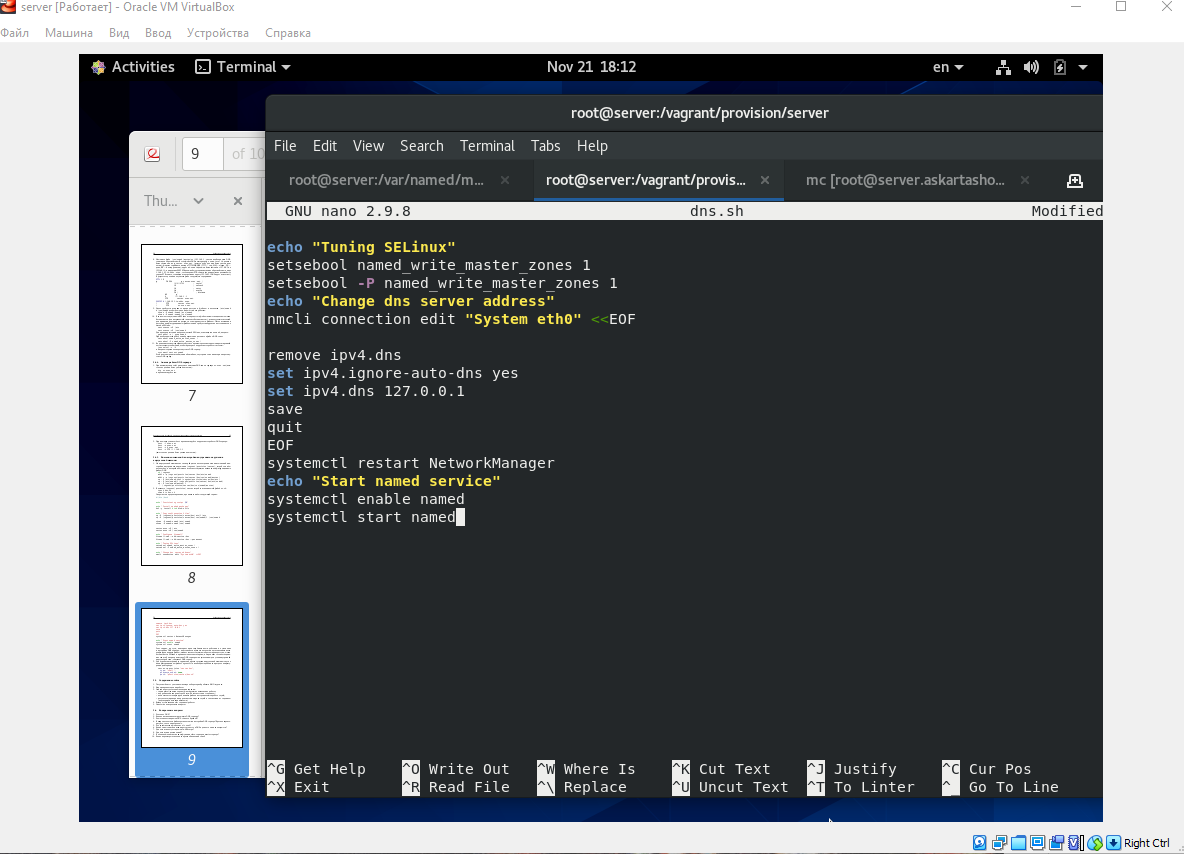 server [Работает] - Oracle VM VirtualBox
Файл Машина Вид Ввод Устройства Справка
Activities Terminal Nov 21 18:12 en
root@server:/vagrant/provision/server
9 of 10
File Edit View Search Terminal Tabs Help
Thu...
root@server:/var/named/m... root@server:/vagrant/provis... mc [root@server.askartasho...
GNU nano 2.9.8 dns.sh Modified
echo "Tuning SELinux"
setsebool named_write_master_zones 1
setsebool -P named_write_master_zones 1
echo "Change dns server address"
nmcli connection edit "System eth0" <<EOF
remove ipv4.dns
set ipv4.ignore-auto-dns yes
set ipv4.dns 127.0.0.1
save
quit
EOF
systemctl restart NetworkManager
echo "Start named service"
systemctl enable named
systemctl start named
7
8
9
^G Get Help ^O Write Out ^W Where Is ^K Cut Text ^J Justify ^C Cur Pos
^X Exit ^R Read File ^\ Replace ^U Uncut Text ^T To Linter ^_ Go To Line
Right Ctrl